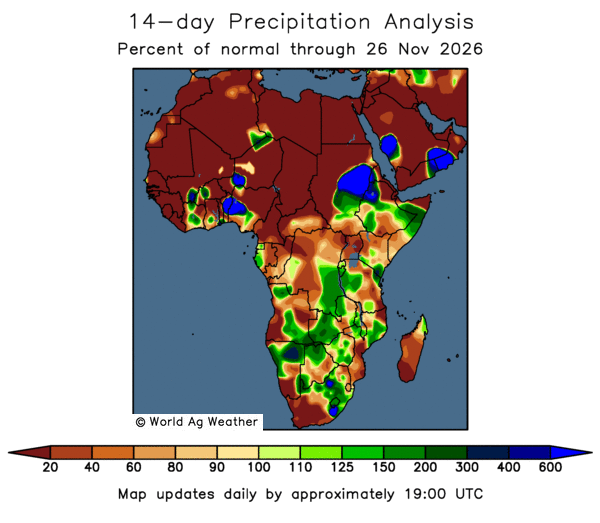 14-day Precipitation Analysis
Percent of normal through 26 Nov 2026
© World Ag Weather
20 40 60 80 90 100 110 125 150 200 300 400 600
Map updates daily by approximately 19:00 UTC